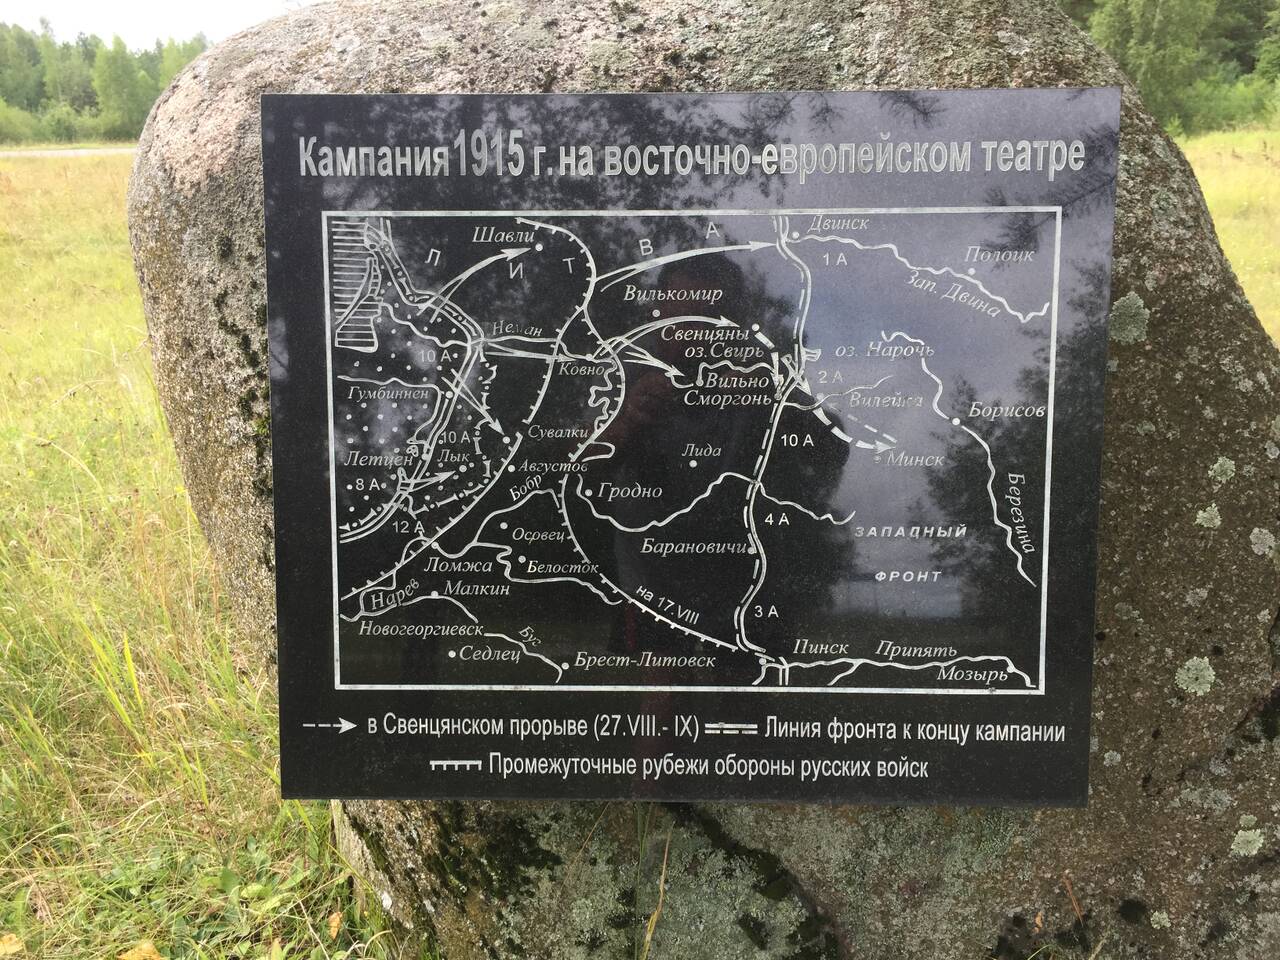 Кампания 1915 г. на восточно-европейском театре
ЛИТВА
Шавли
Двинск
1 А
Полоцк
Зап. Двина
Вилькомир
Неман
Свенцяны
оз. Свирь
оз. Нарочь
10 А
Ковно
Вильно
2 А
Гумбиннен
Сморгонь
Вилейка
Борисов
Сувалки
10 А
10 А
Летцен
Лык
Лида
Минск
Августов
8 А
Бобр
Гродно
Березина
12 А
Осовец
4 А
ЗАПАДНЫЙ
Барановичи
Ломжа
Белосток
ФРОНТ
Нарев
Малкин
на 17.VIII
3 А
Новогеоргиевск
Буг
Седлец
Брест-Литовск
Пинск
Припять
Мозырь
в Свенцянском прорыве (27.VIII.- IX)
Линия фронта к концу кампании
Промежуточные рубежи обороны русских войск